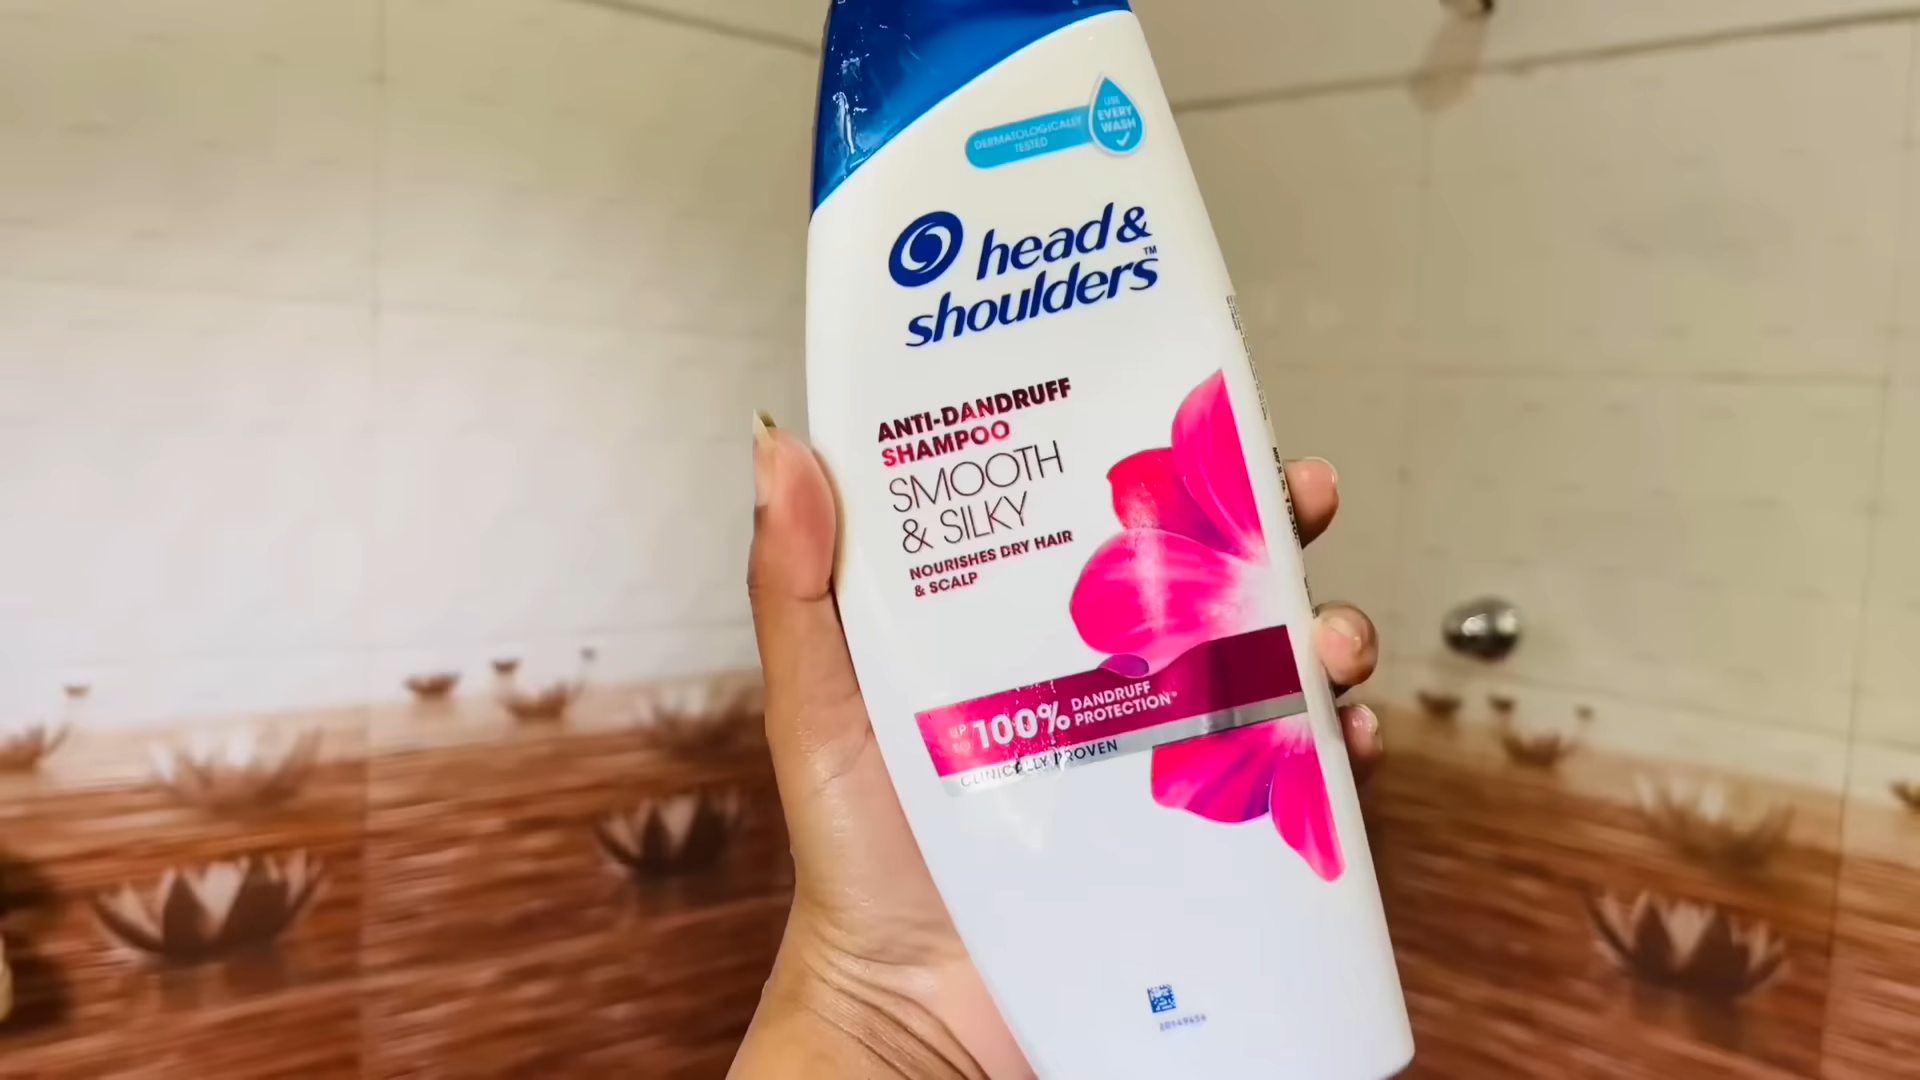 DERMATOLOGICALLY
TESTED
USE
EVERY
WASH
head &
shoulders™
ANTI-DANDRUFF
SHAMPOO
SMOOTH
& SILKY
NOURISHES DRY HAIR
& SCALP
UP TO 100% DANDRUFF
PROTECTION*
CLINICALLY PROVEN